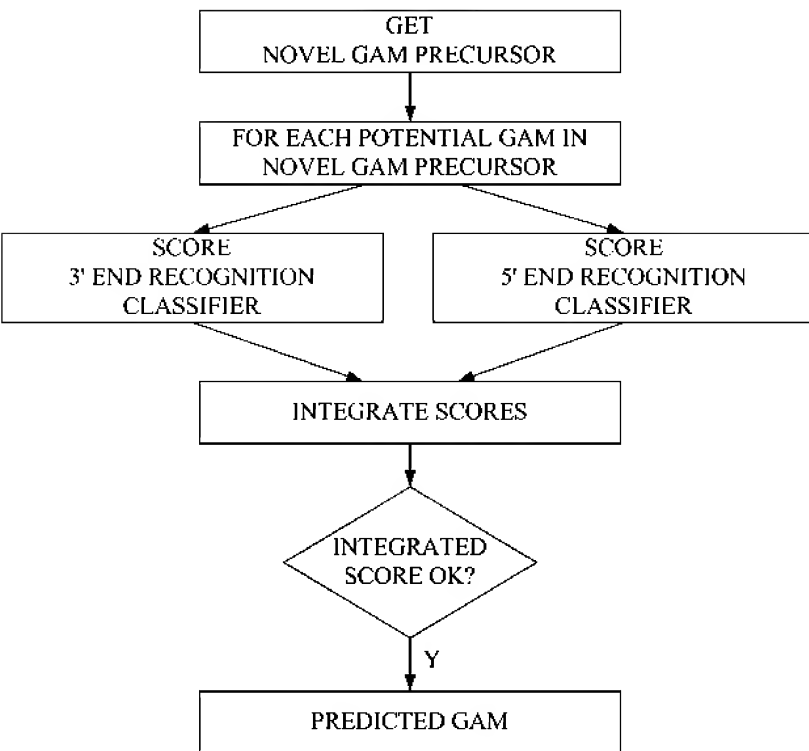 GET
NOVEL GAM PRECURSOR
FOR EACH POTENTIAL GAM IN
NOVEL GAM PRECURSOR
SCORE
3' END RECOGNITION
CLASSIFIER
SCORE
5' END RECOGNITION
CLASSIFIER
INTEGRATE SCORES
INTEGRATED
SCORE OK?
Y
PREDICTED GAM